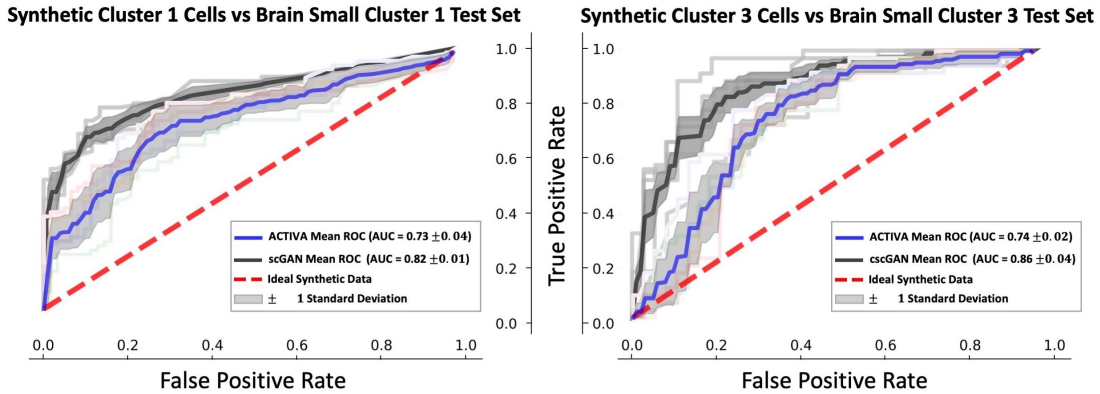 Synthetic Cluster 1 Cells vs Brain Small Cluster 1 Test Set
1.0
0.8
0.6
0.4
0.2
0.0
ACTIVA Mean ROC (AUC = 0.73 ±0.04)
scGAN Mean ROC (AUC = 0.82 ±0.01)
Ideal Synthetic Data
± 1 Standard Deviation
0.0 0.2 0.4 0.6 0.8 1.0
False Positive Rate
Synthetic Cluster 3 Cells vs Brain Small Cluster 3 Test Set
True Positive Rate
1.0
0.8
0.6
0.4
0.2
0.0
ACTIVA Mean ROC (AUC = 0.74 ±0.02)
cscGAN Mean ROC (AUC = 0.86 ±0.04)
Ideal Synthetic Data
± 1 Standard Deviation
0.0 0.2 0.4 0.6 0.8 1.0
False Positive Rate